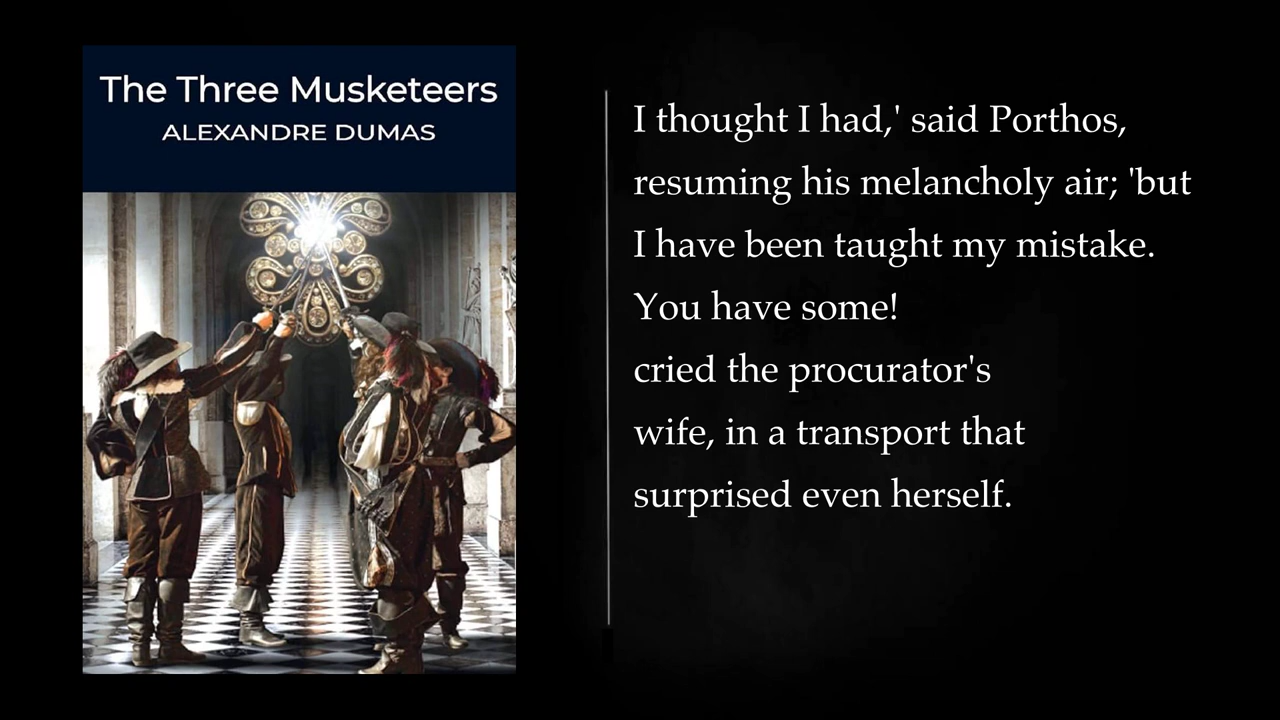 The Three Musketeers
ALEXANDRE DUMAS
I thought I had,' said Porthos,
resuming his melancholy air; 'but
I have been taught my mistake.
You have some!
cried the procurator's
wife, in a transport that
surprised even herself.